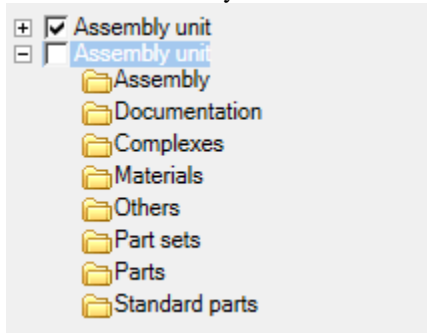 Assembly unit
Assembly unit
Assembly
Documentation
Complexes
Materials
Others
Part sets
Parts
Standard parts